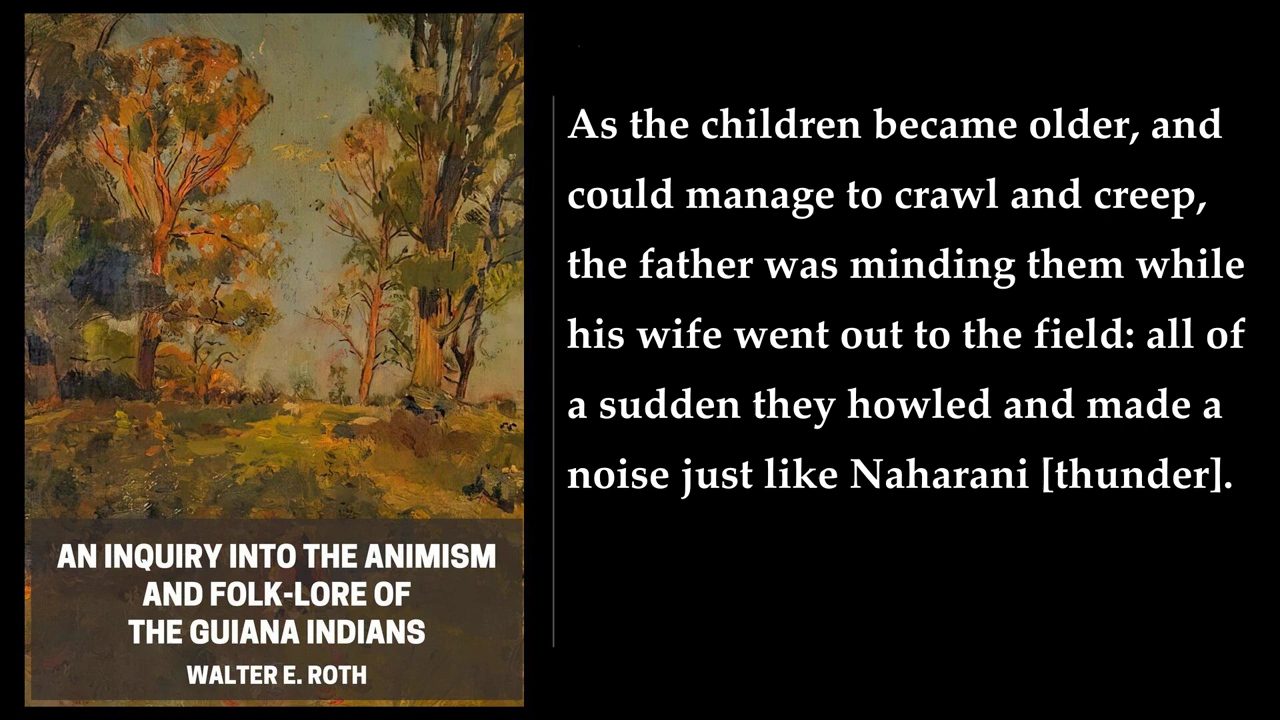 As the children became older, and
could manage to crawl and creep,
the father was minding them while
his wife went out to the field: all of
a sudden they howled and made a
noise just like Naharani [thunder].
AN INQUIRY INTO THE ANIMISM
AND FOLK-LORE OF
THE GUIANA INDIANS
WALTER E. ROTH